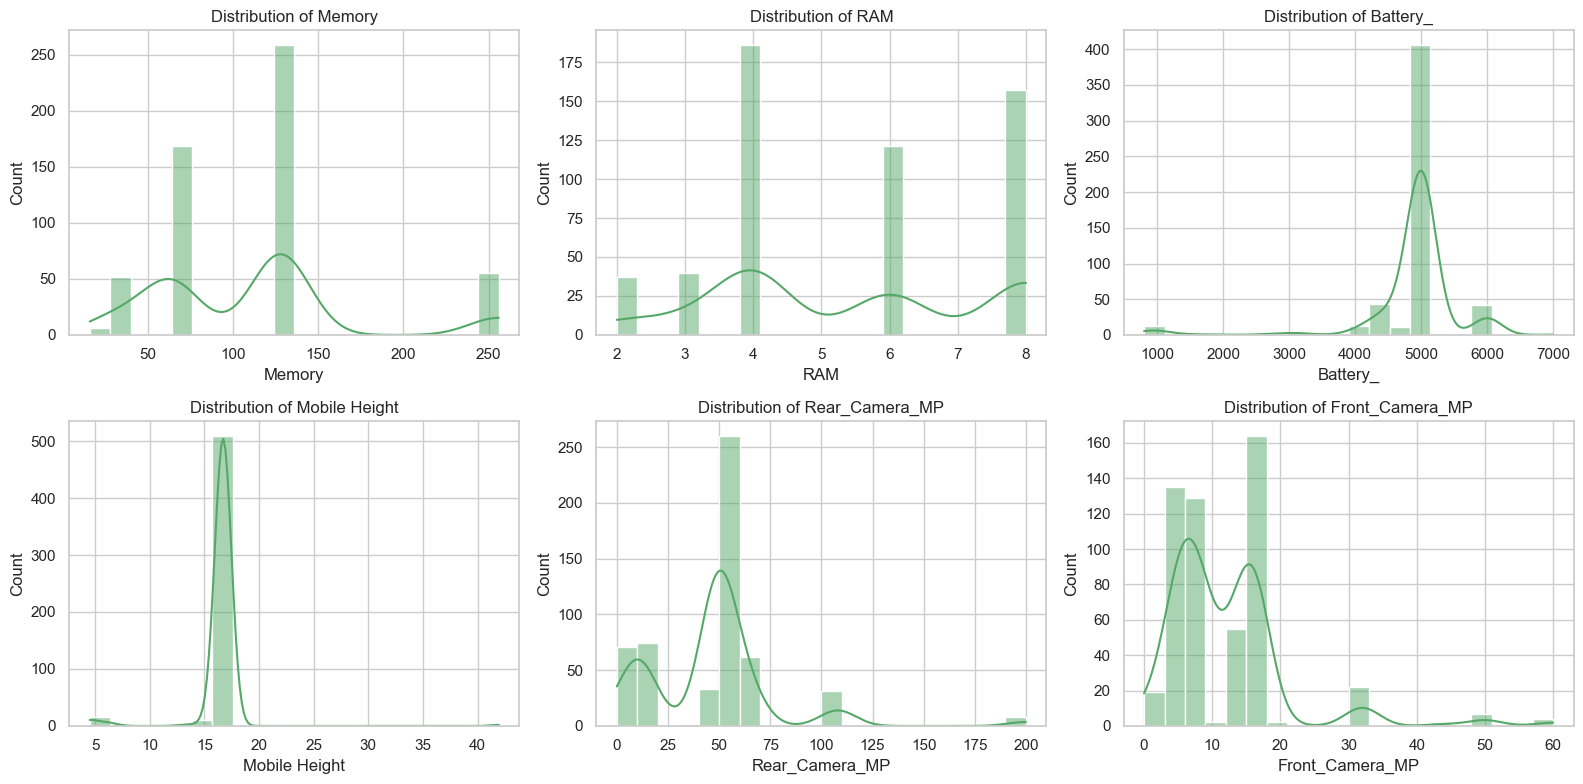 Distribution of Memory
Count
250
200
150
100
50
0
50 100 150 200 250
Memory
Distribution of RAM
Count
175
150
125
100
75
50
25
0
2 3 4 5 6 7 8
RAM
Distribution of Battery_
Count
400
350
300
250
200
150
100
50
0
1000 2000 3000 4000 5000 6000 7000
Battery_
Distribution of Mobile Height
Count
500
400
300
200
100
0
5 10 15 20 25 30 35 40
Mobile Height
Distribution of Rear_Camera_MP
Count
250
200
150
100
50
0
0 25 50 75 100 125 150 175 200
Rear_Camera_MP
Distribution of Front_Camera_MP
Count
160
140
120
100
80
60
40
20
0
0 10 20 30 40 50 60
Front_Camera_MP